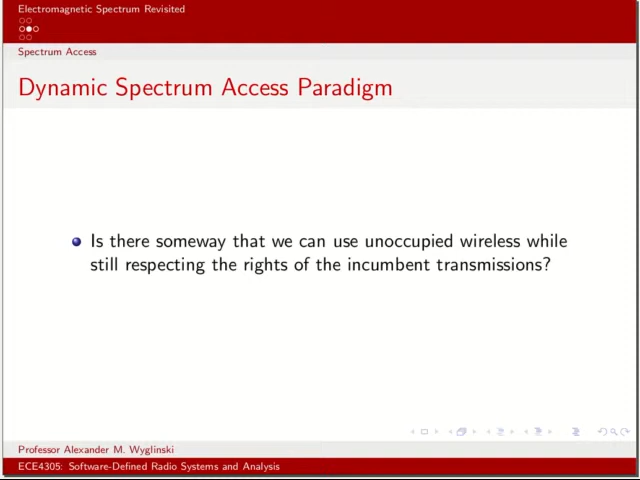 Electromagnetic Spectrum Revisited
Spectrum Access
Dynamic Spectrum Access Paradigm
Is there someway that we can use unoccupied wireless while
still respecting the rights of the incumbent transmissions?
Professor Alexander M. Wyglinski
ECE4305: Software-Defined Radio Systems and Analysis